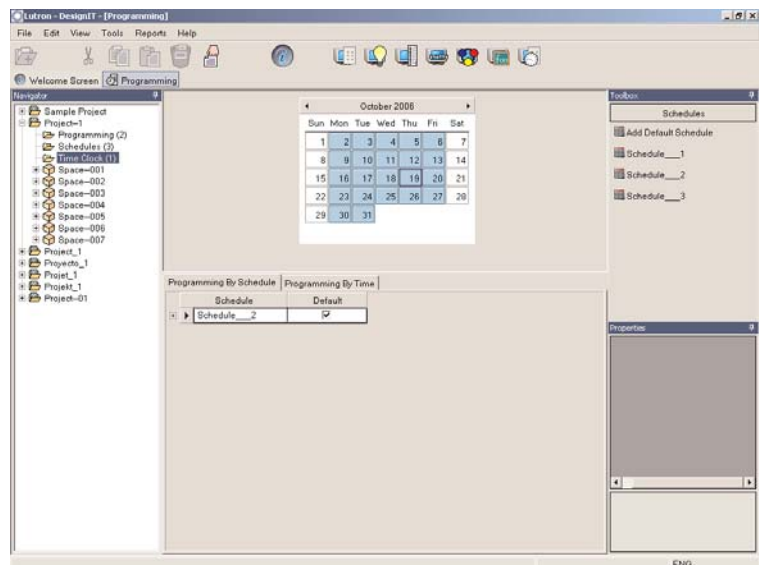 Lutron - DesignIT - [Programming]
File Edit View Tools Reports Help
Welcome Screen Programming
Navigator
Sample Project
Project-1
Programming (2)
Schedules (3)
Time Clock (1)
Space-001
Space-002
Space-003
Space-004
Space-005
Space-006
Space-007
Project_1
Proyecto_1
Projet_1
Projekt_1
Project-01
October 2006
Sun Mon Tue Wed Thu Fri Sat
1 2 3 4 5 6 7
8 9 10 11 12 13 14
15 16 17 18 19 20 21
22 23 24 25 26 27 28
29 30 31
Programming By Schedule Programming By Time
Schedule Default
Schedule___2
Toolbox
Schedules
Add Default Schedule
Schedule___1
Schedule___2
Schedule___3
Properties
ENG